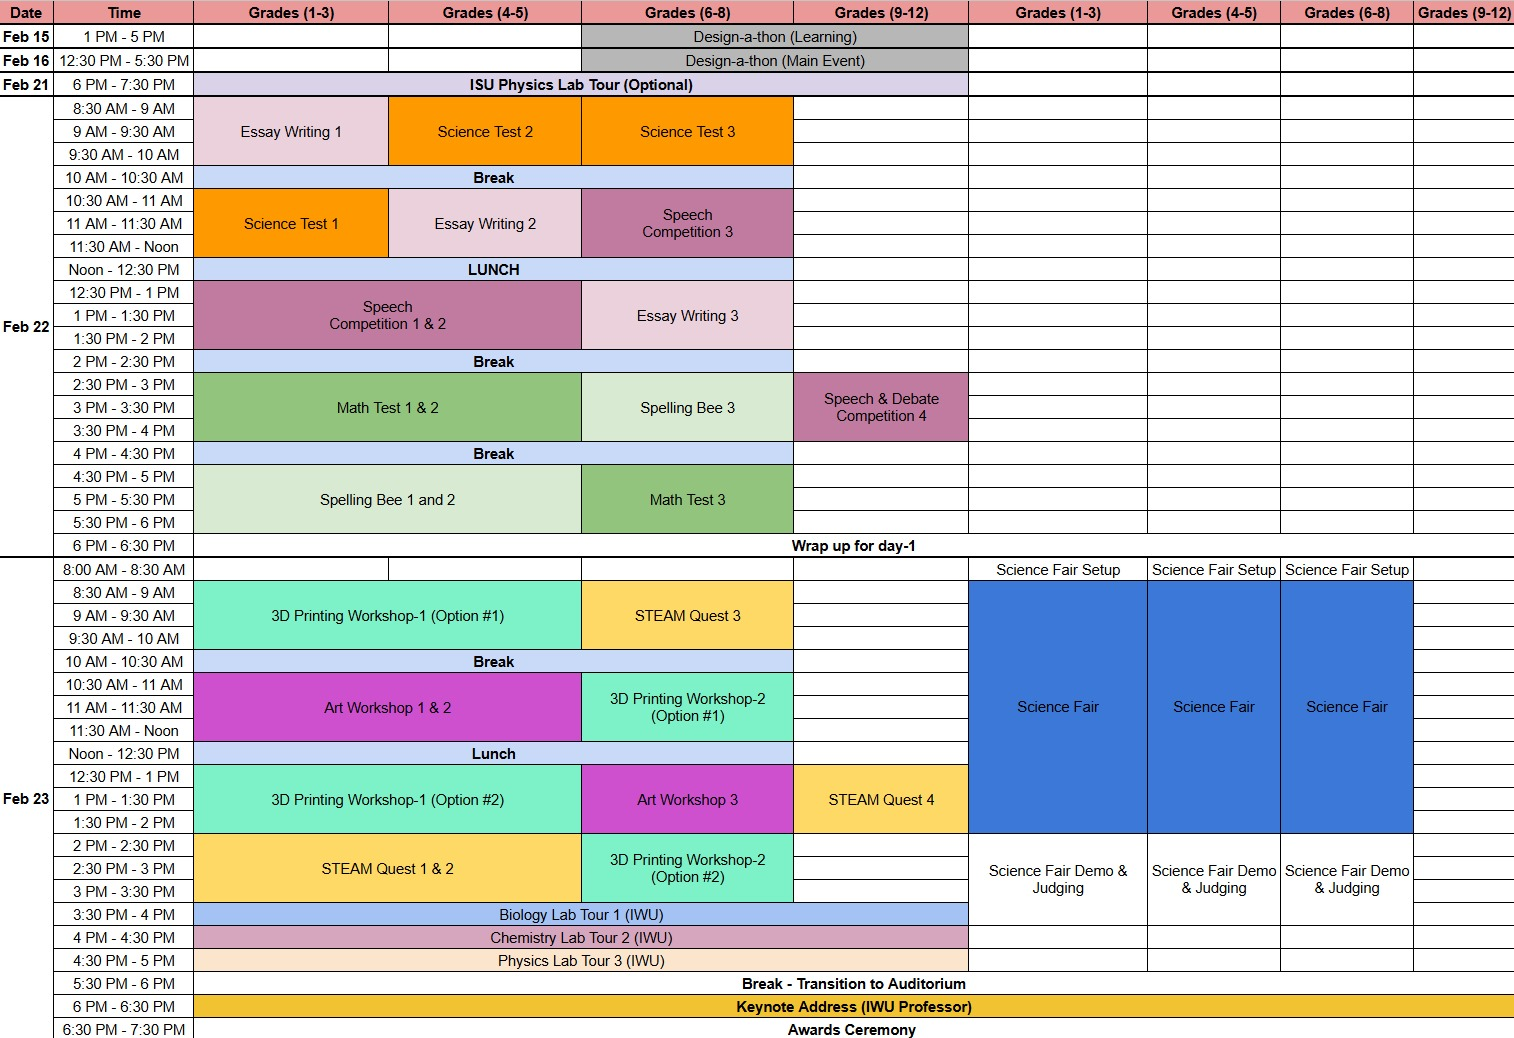 Date Time Grades (1-3) Grades (4-5) Grades (6-8) Grades (9-12) Grades (1-3) Grades (4-5) Grades (6-8) Grades (9-12)
Feb 15 1 PM - 5 PM Design-a-thon (Learning)
Feb 16 12:30 PM - 5:30 PM Design-a-thon (Main Event)
Feb 21 6 PM - 7:30 PM ISU Physics Lab Tour (Optional)
8:30 AM - 9 AM
9 AM - 9:30 AM Essay Writing 1 Science Test 2 Science Test 3
9:30 AM - 10 AM
10 AM - 10:30 AM Break
10:30 AM - 11 AM
11 AM - 11:30 AM Science Test 1 Essay Writing 2 Speech
Competition 3
11:30 AM - Noon
Noon - 12:30 PM LUNCH
12:30 PM - 1 PM
Feb 22 1 PM - 1:30 PM Speech
Competition 1 & 2 Essay Writing 3
1:30 PM - 2 PM
2 PM - 2:30 PM Break
2:30 PM - 3 PM
3 PM - 3:30 PM Math Test 1 & 2 Spelling Bee 3 Speech & Debate
Competition 4
3:30 PM - 4 PM
4 PM - 4:30 PM Break
4:30 PM - 5 PM
5 PM - 5:30 PM Spelling Bee 1 and 2 Math Test 3
5:30 PM - 6 PM
6 PM - 6:30 PM Wrap up for day-1
8:00 AM - 8:30 AM Science Fair Setup Science Fair Setup Science Fair Setup
8:30 AM - 9 AM
9 AM - 9:30 AM 3D Printing Workshop-1 (Option #1) STEAM Quest 3
9:30 AM - 10 AM
10 AM - 10:30 AM Break
10:30 AM - 11 AM
11 AM - 11:30 AM Art Workshop 1 & 2 3D Printing Workshop-2
(Option #1) Science Fair Science Fair Science Fair
11:30 AM - Noon
Noon - 12:30 PM Lunch
12:30 PM - 1 PM
Feb 23 1 PM - 1:30 PM 3D Printing Workshop-1 (Option #2) Art Workshop 3 STEAM Quest 4
1:30 PM - 2 PM
2 PM - 2:30 PM
2:30 PM - 3 PM STEAM Quest 1 & 2 3D Printing Workshop-2
(Option #2) Science Fair Demo &
Judging Science Fair Demo
& Judging Science Fair Demo
& Judging
3 PM - 3:30 PM
3:30 PM - 4 PM Biology Lab Tour 1 (IWU)
4 PM - 4:30 PM Chemistry Lab Tour 2 (IWU)
4:30 PM - 5 PM Physics Lab Tour 3 (IWU)
5:30 PM - 6 PM Break - Transition to Auditorium
6 PM - 6:30 PM Keynote Address (IWU Professor)
6:30 PM - 7:30 PM Awards Ceremony